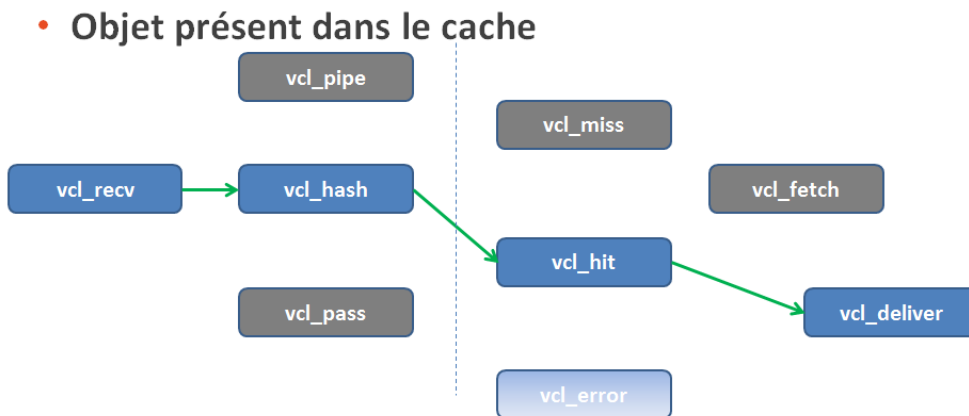 • Objet présent dans le cache
vcl_pipe
vcl_miss
vcl_recv
vcl_hash
vcl_fetch
vcl_hit
vcl_pass
vcl_deliver
vcl_error